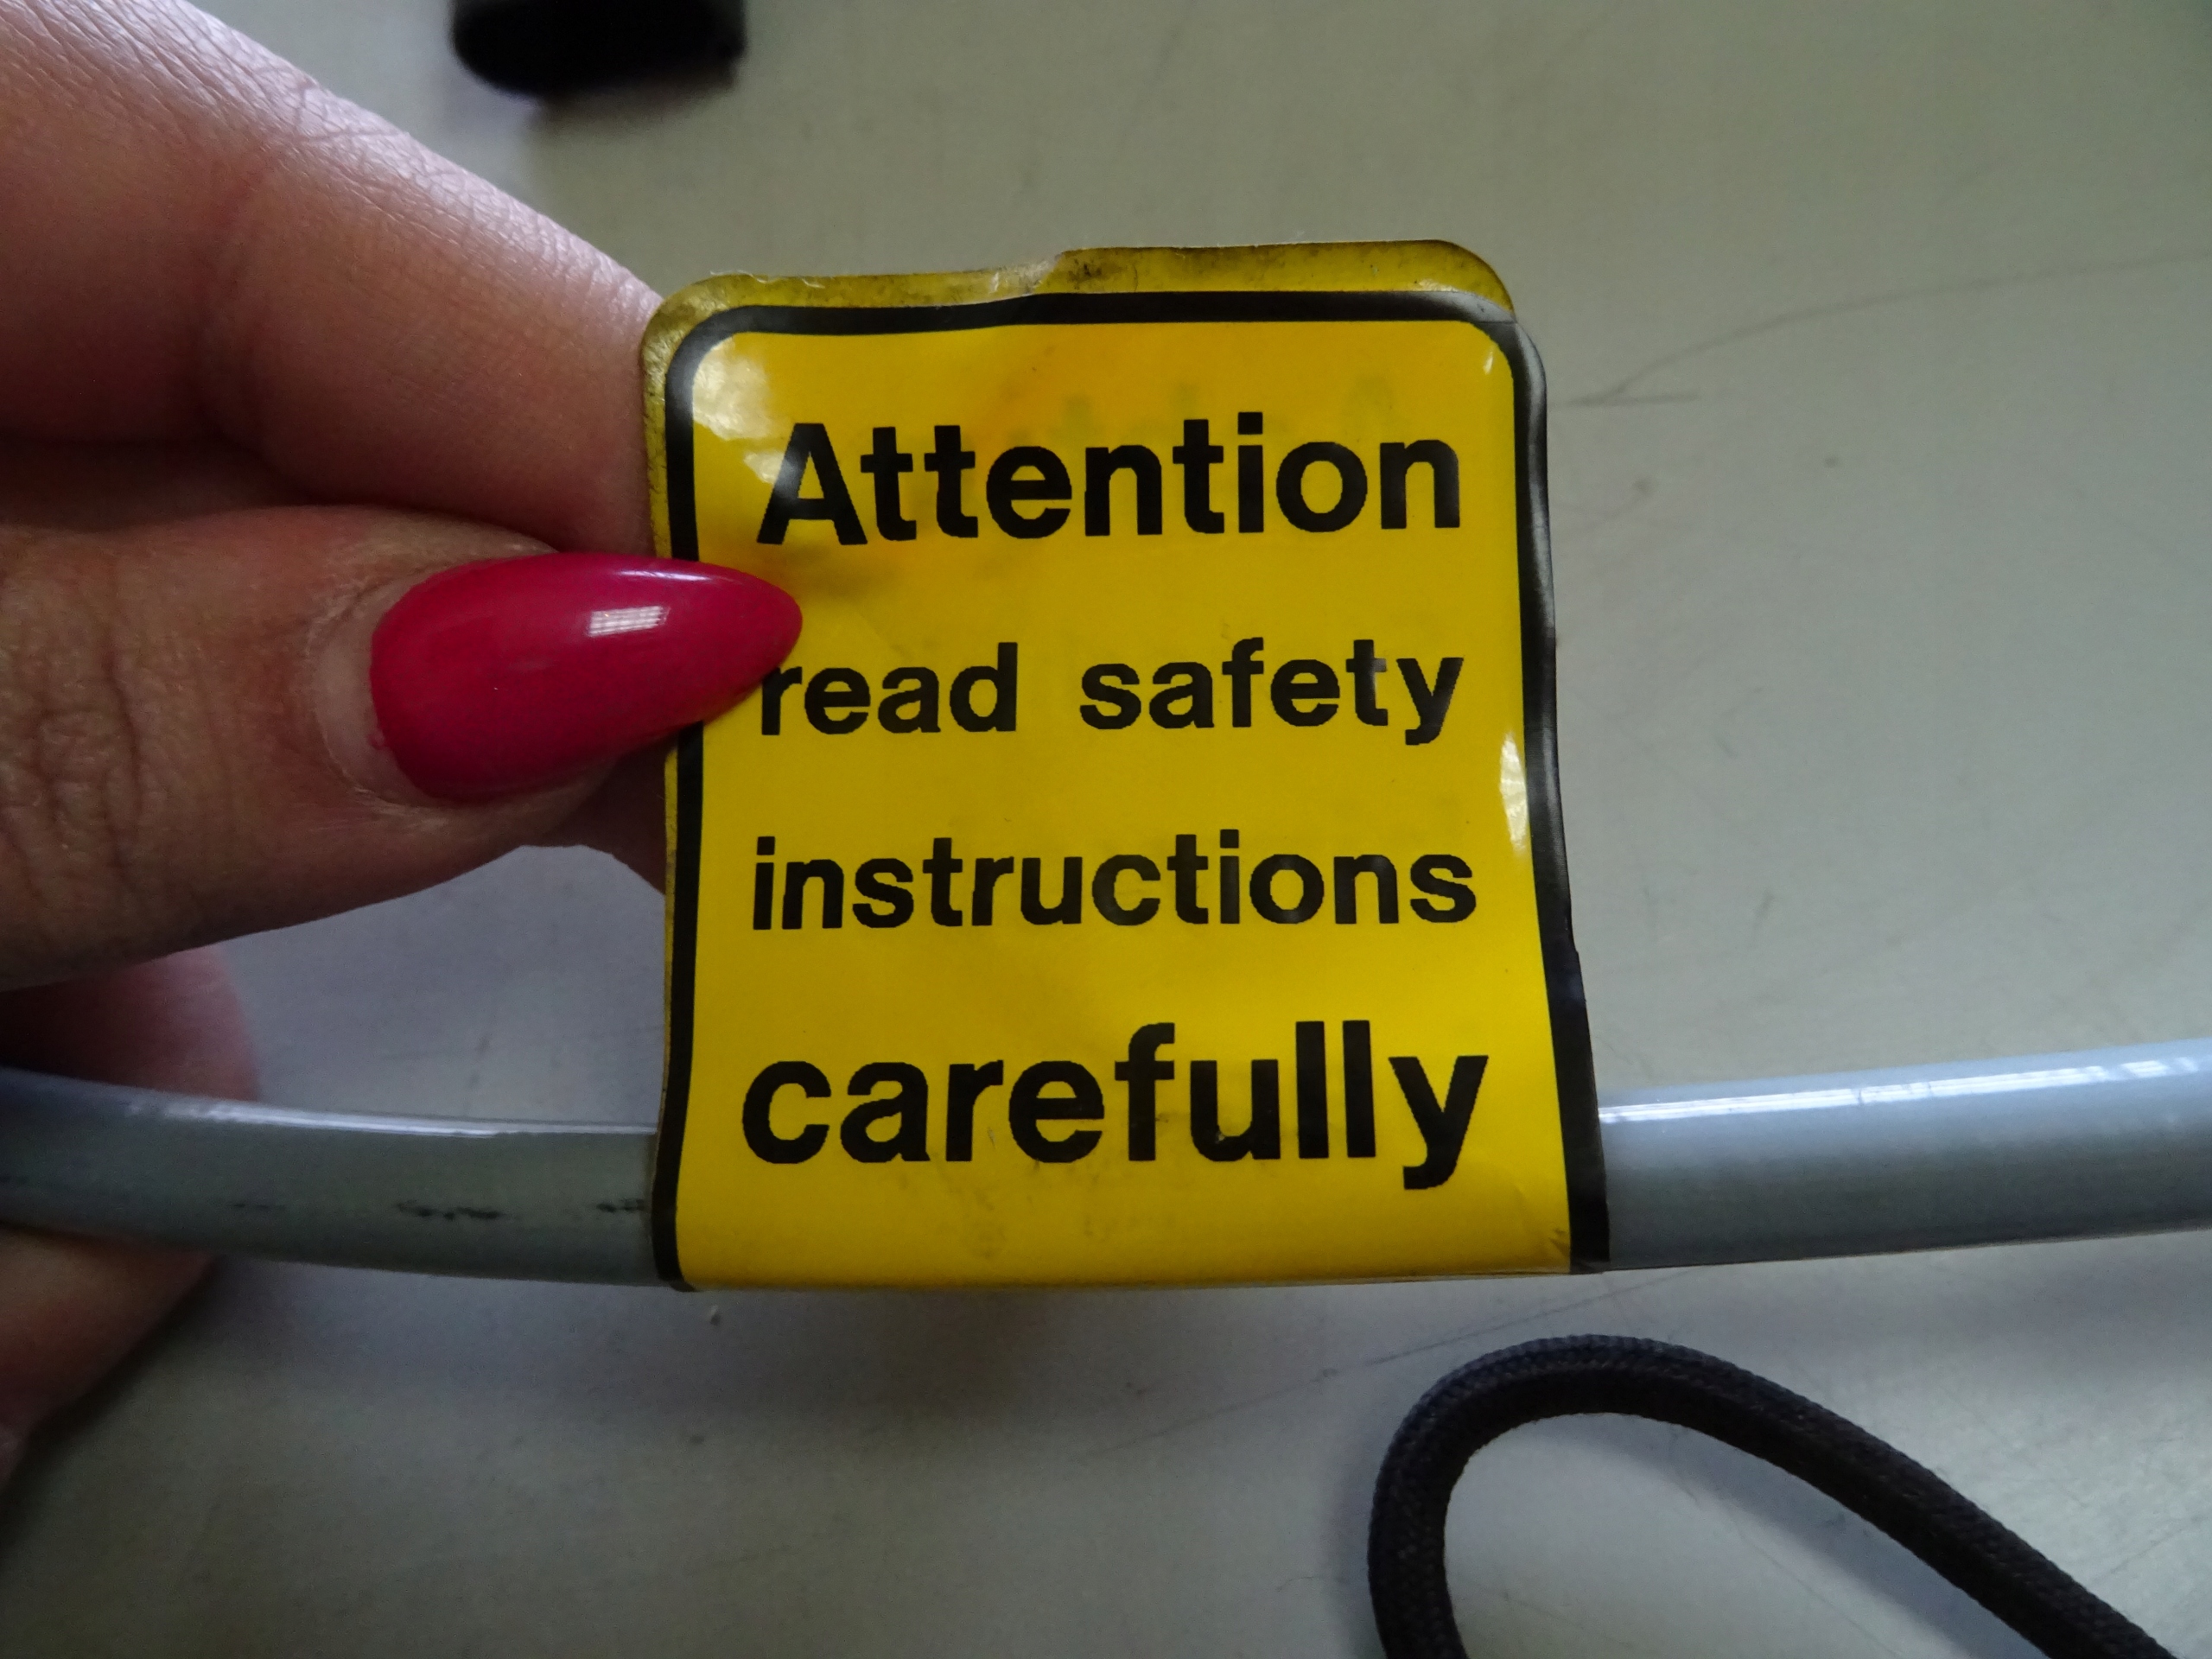 Attention
read safety
instructions
carefully